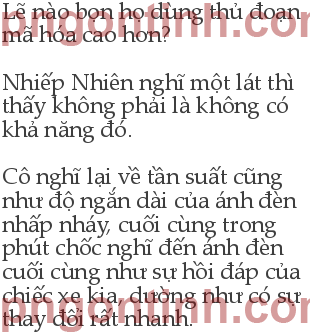 Lẽ nào bọn họ dùng thủ đoạn
mã hóa cao hơn?
Nhiếp Nhiên nghĩ một lát thì
thấy không phải là không có
khả năng đó.
Cô nghĩ lại về tần suất cũng
như độ ngắn dài của ánh đèn
nhấp nháy, cuối cùng trong
phút chốc nghĩ đến ánh đèn
cuối cùng như sự hồi đáp của
chiếc xe kia, dường như có sự
thay đổi rất nhanh.